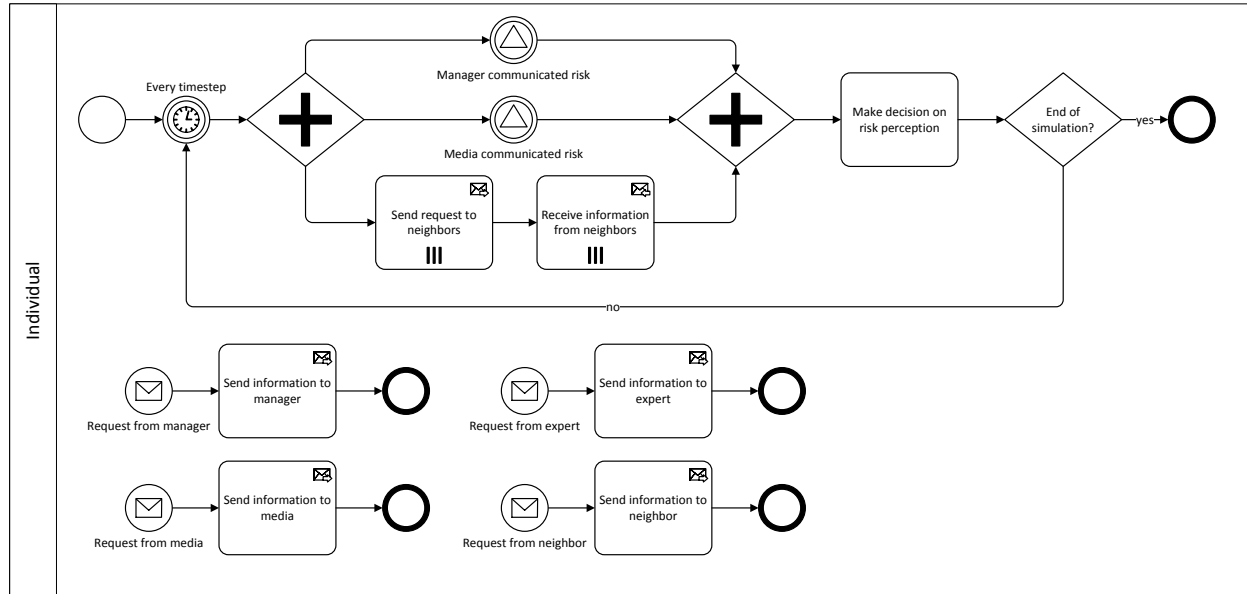 Individual
Every timestep
Manager communicated risk
Media communicated risk
Send request to
neighbors
Receive information
from neighbors
Make decision on
risk perception
End of
simulation?
yes
no
Request from manager
Send information to
manager
Request from expert
Send information to
expert
Request from media
Send information to
media
Request from neighbor
Send information to
neighbor